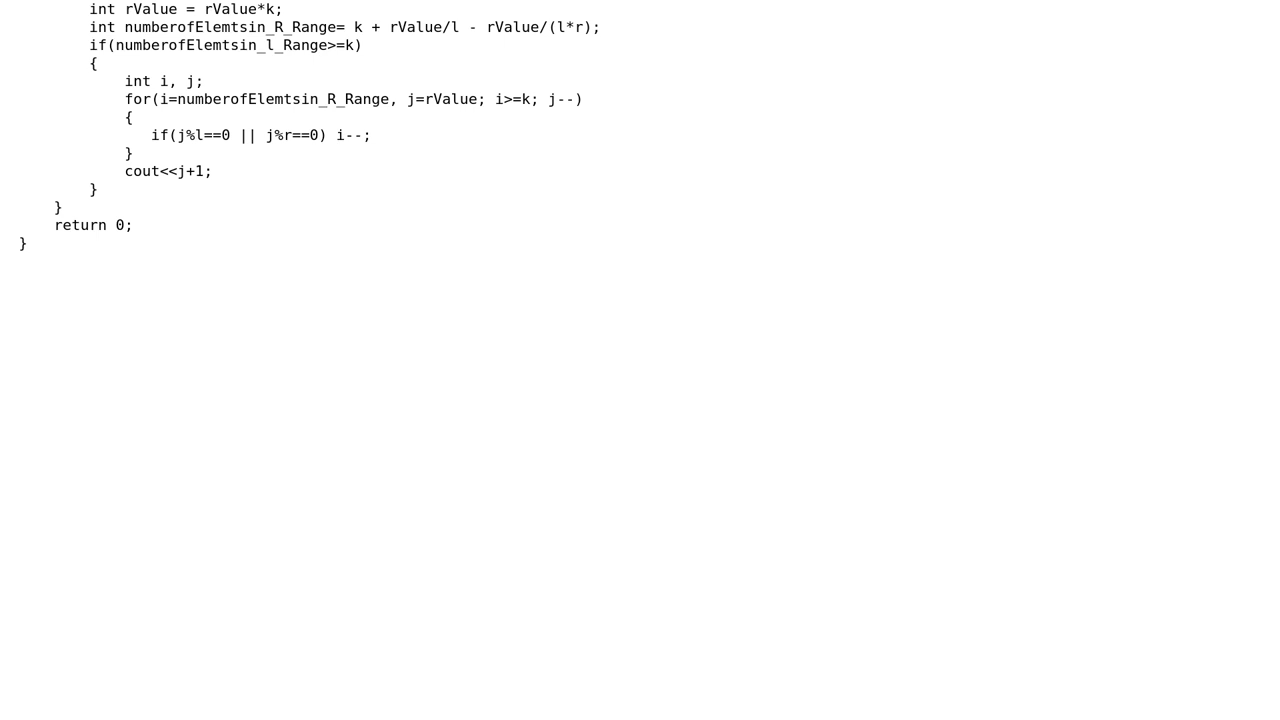 int rValue = rValue*k;
int numberofElemtsin_R_Range= k + rValue/l - rValue/(l*r);
if(numberofElemtsin_l_Range>=k)
{
int i, j;
for(i=numberofElemtsin_R_Range, j=rValue; i>=k; j--)
{
if(j%l==0 || j%r==0) i--;
}
cout<<j+1;
}
}
return 0;
}